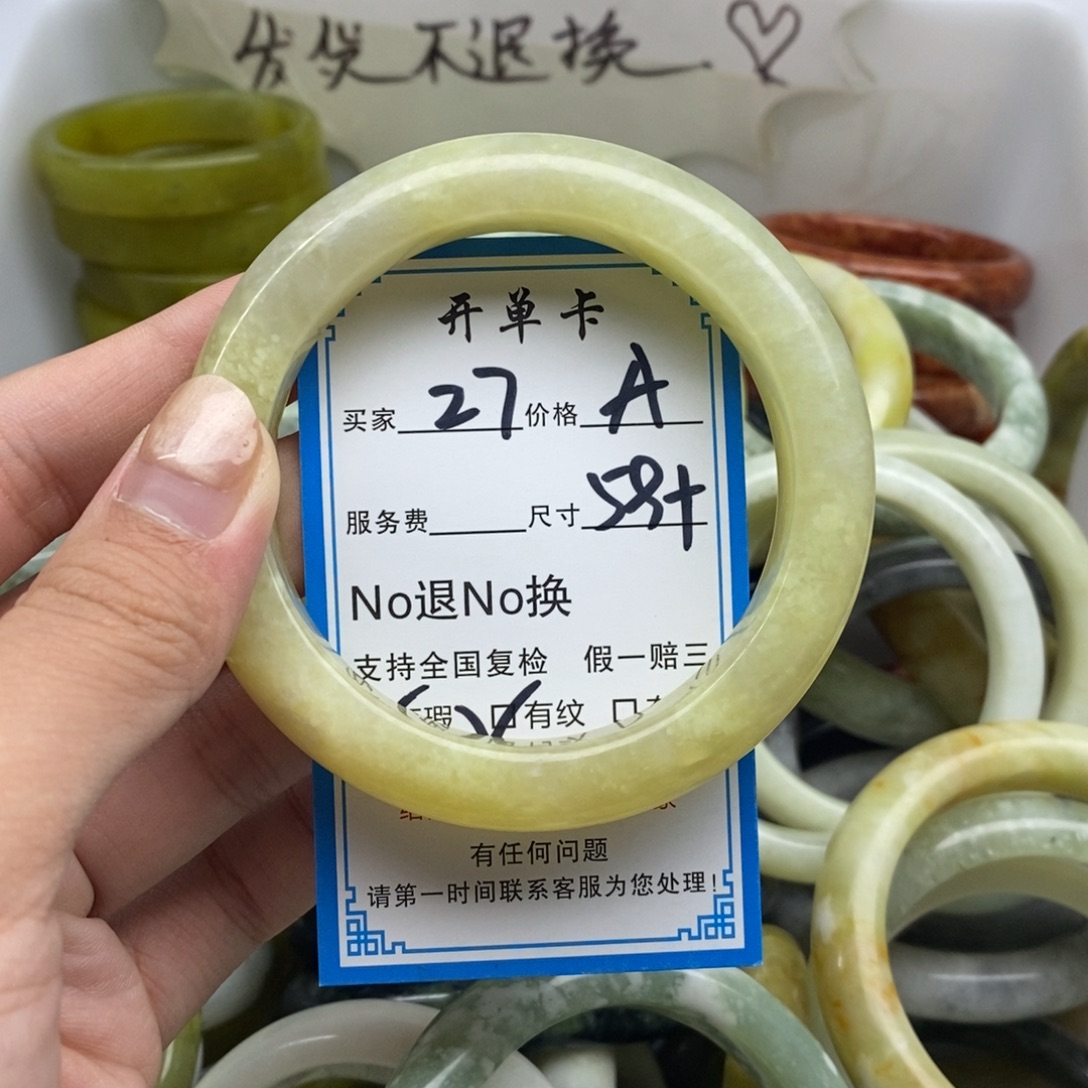 发货不退换.♡
开单卡
买家 27 价格 A
服务费 尺寸 58+
No退No换
支持全国复检 假一赔三
瑕 □有纹 □
有任何问题
请第一时间联系客服为您处理!